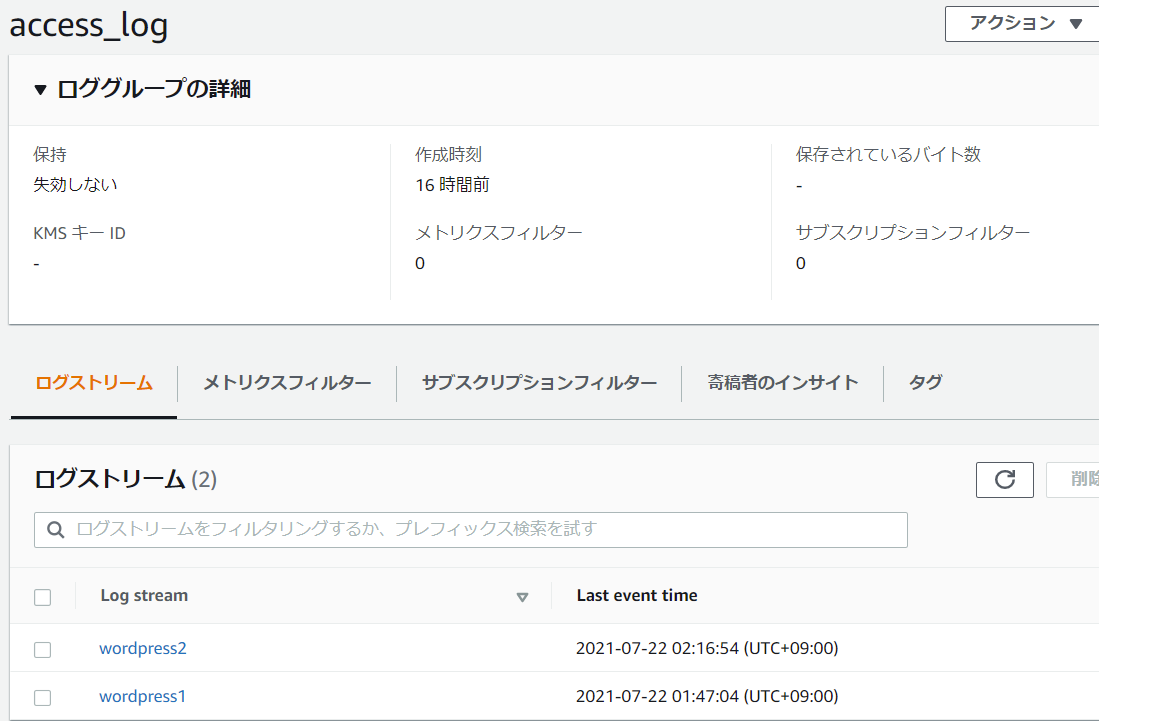 access_log
アクション ▼
▼ ロググループの詳細
保持 作成時刻 保存されているバイト数
失効しない 16 時間前 -
KMS キー ID メトリクスフィルター サブスクリプションフィルター
- 0 0
ログストリーム メトリクスフィルター サブスクリプションフィルター 寄稿者のインサイト タグ
ログストリーム (2)
削除
ログストリームをフィルタリングするか、プレフィックス検索を試す
Log stream Last event time
wordpress2 2021-07-22 02:16:54 (UTC+09:00)
wordpress1 2021-07-22 01:47:04 (UTC+09:00)